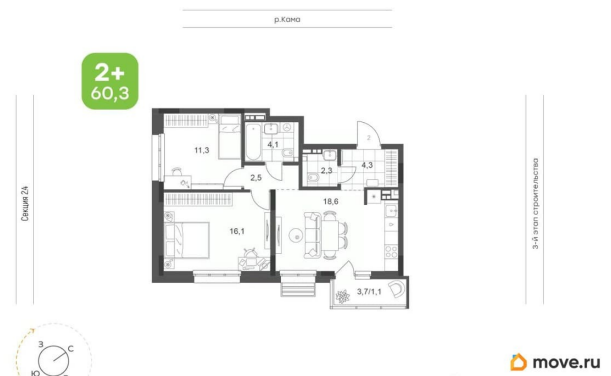 р.Кама
2+
60,3
Секция 24
3-й этап строительства
11,3
4,1
2
2,3
4,3
2,5
18,6
16,1
3,7/1,1
З
С
Ю
move.ru